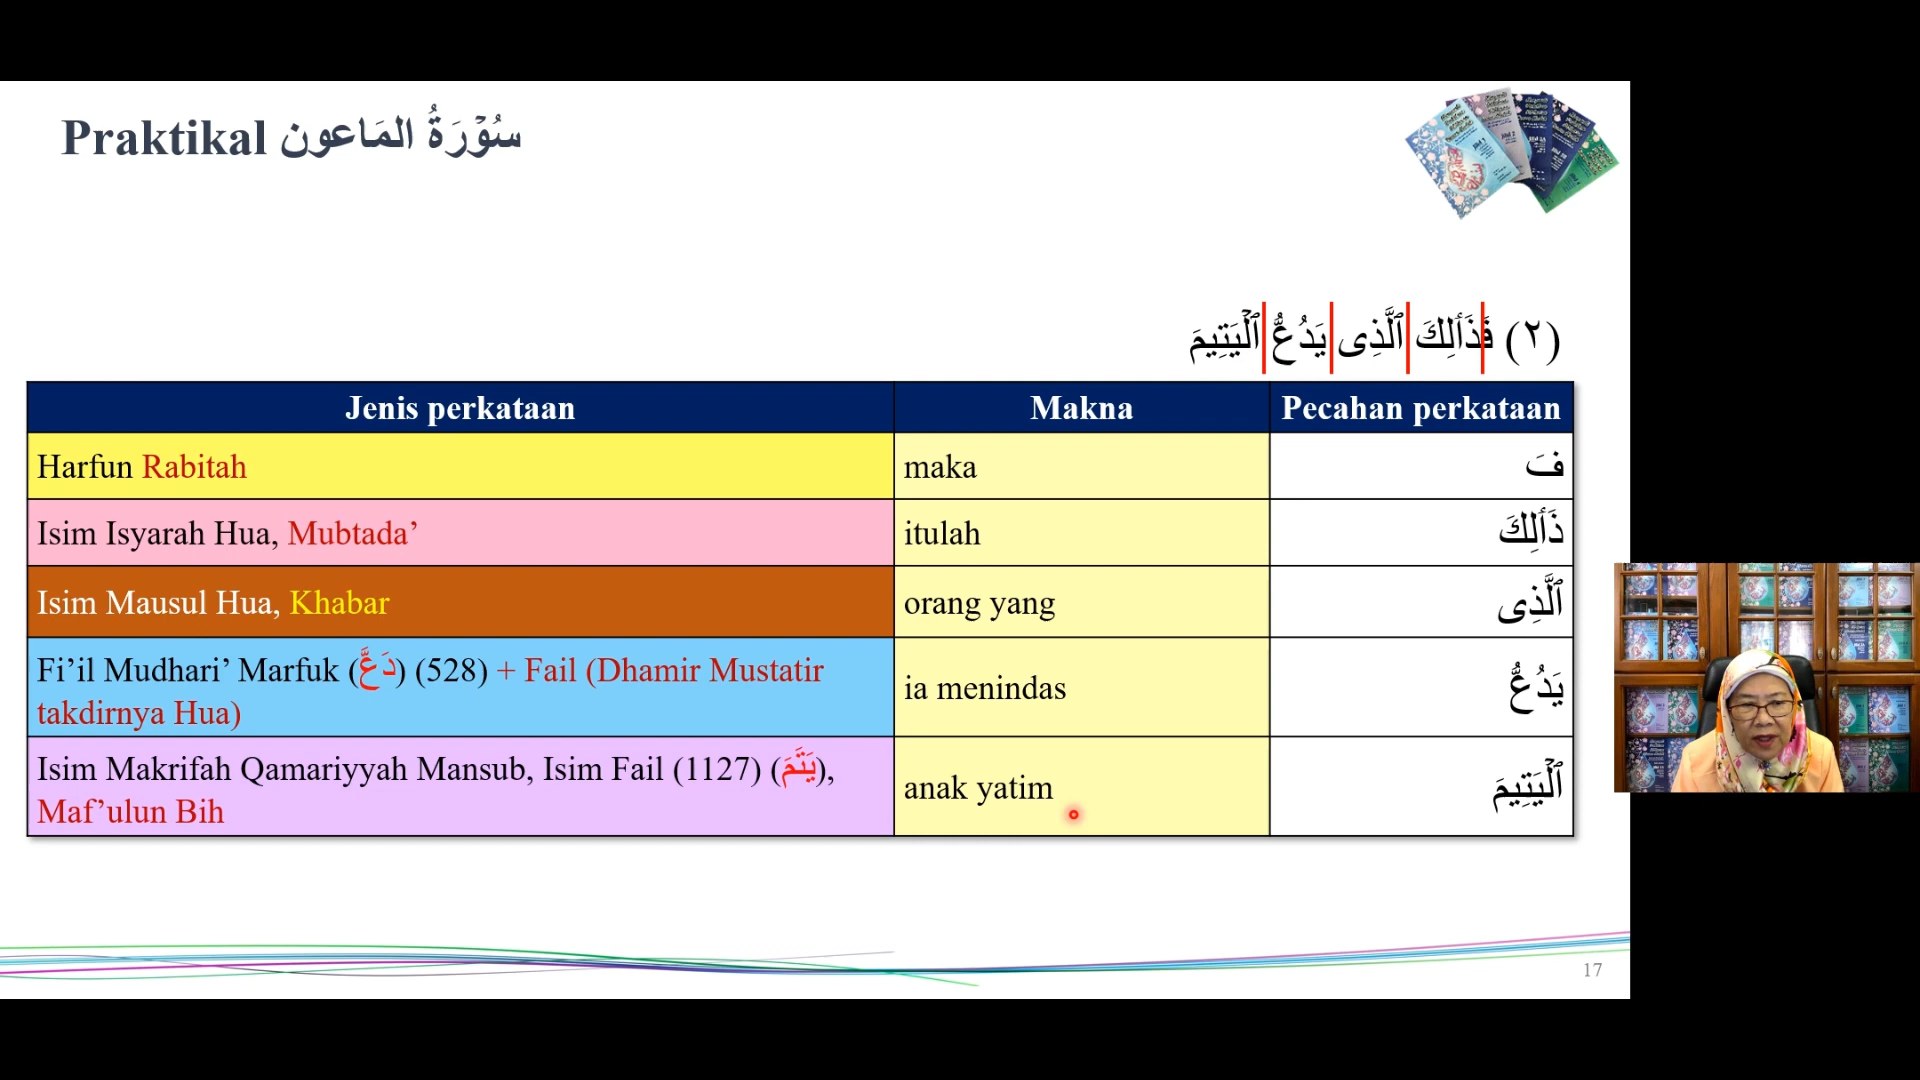 Praktikal سُوْرَةُ المَاعون
(٢) فَذَٲلِكَ ٱلَّذِى يَدُعُّ ٱلْيَتِيمَ
Jenis perkataan Makna Pecahan perkataan
Harfun Rabitah maka فَ
Isim Isyarah Hua, Mubtada’ itulah ذَٲلِكَ
Isim Mausul Hua, Khabar orang yang ٱلَّذِى
Fi’il Mudhari’ Marfuk (دَعَّ) (528) + Fail (Dhamir Mustatir
takdirnya Hua) ia menindas يَدُعُّ
Isim Makrifah Qamariyyah Mansub, Isim Fail (1127) (يَتَّمَ),
Maf’ulun Bih anak yatim ٱلْيَتِيمَ
17